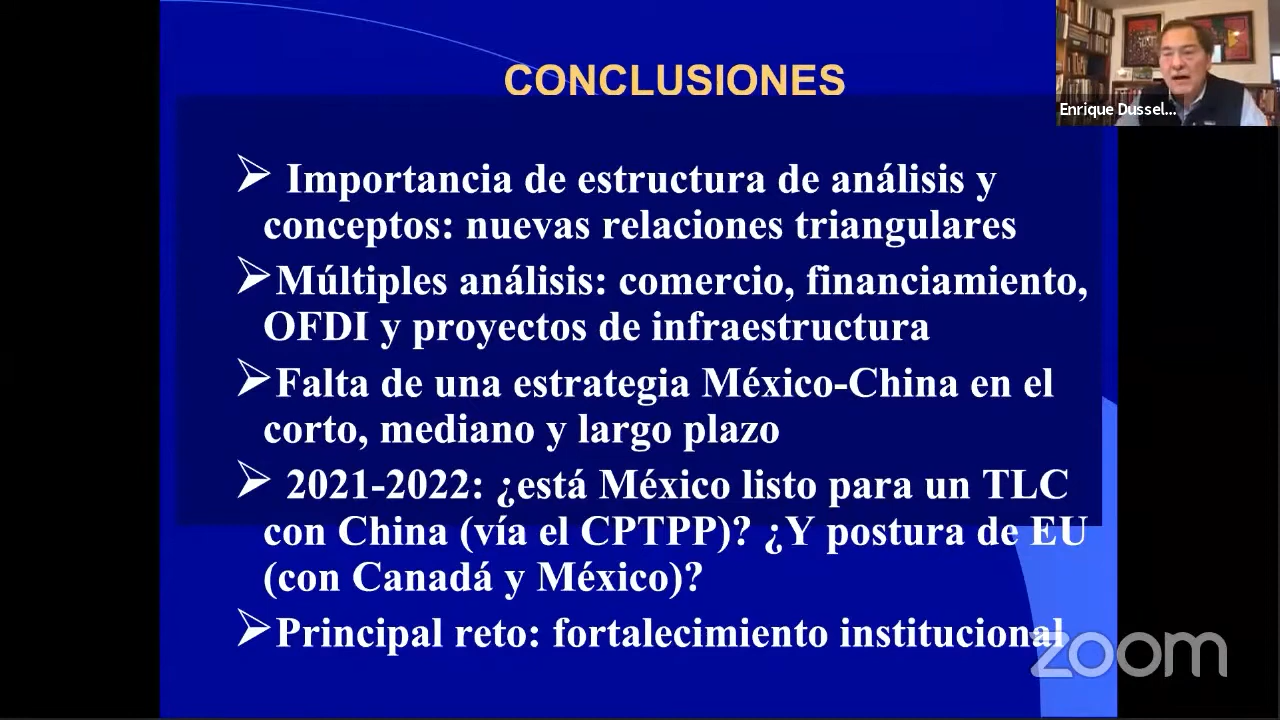 CONCLUSIONES
Enrique Dussel...
➢ Importancia de estructura de análisis y
conceptos: nuevas relaciones triangulares
➢Múltiples análisis: comercio, financiamiento,
OFDI y proyectos de infraestructura
➢Falta de una estrategia México-China en el
corto, mediano y largo plazo
➢ 2021-2022: ¿está México listo para un TLC
con China (vía el CPTPP)? ¿Y postura de EU
(con Canadá y México)?
➢Principal reto: fortalecimiento institucional
zoom